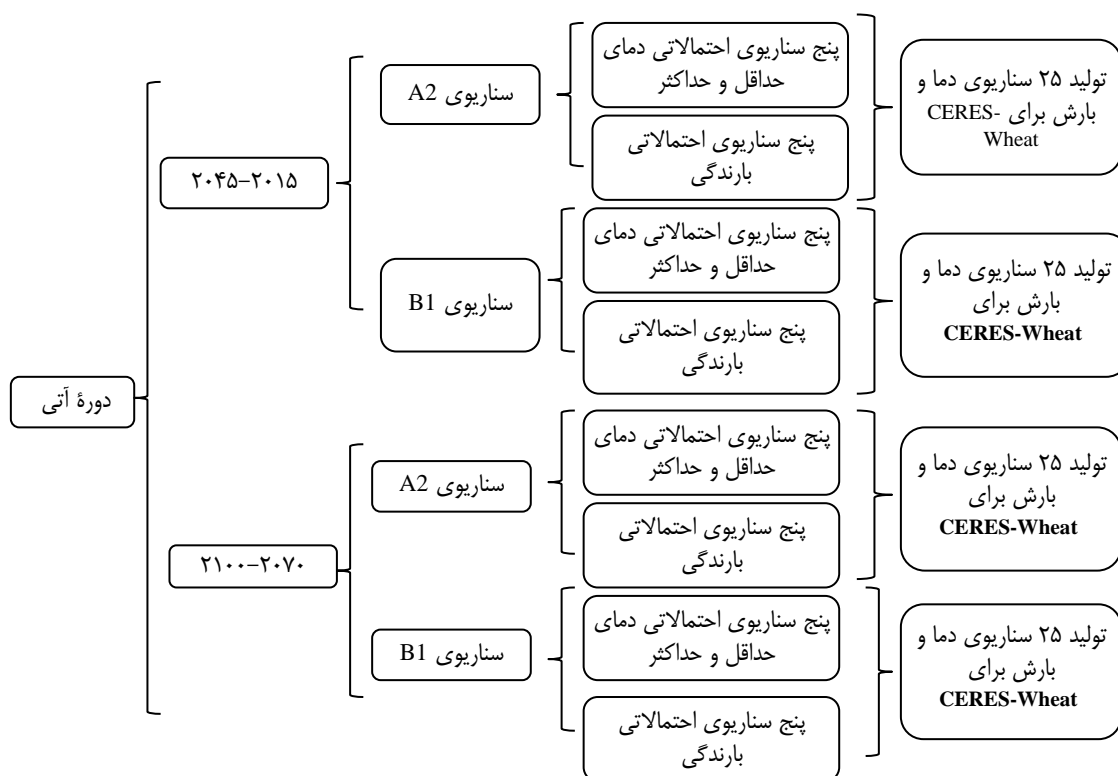 دورۀ آتی
۲۰۴۵-۲۰۱۵
سناریوی A2
پنج سناریوی احتمالاتی دمای
حداقل و حداکثر
پنج سناریوی احتمالاتی
بارندگی
تولید ۲۵ سناریوی دما و
بارش برای CERES-
Wheat
سناریوی B1
پنج سناریوی احتمالاتی دمای
حداقل و حداکثر
پنج سناریوی احتمالاتی
بارندگی
تولید ۲۵ سناریوی دما و
بارش برای
CERES-Wheat
۲۱۰۰-۲۰۷۰
سناریوی A2
پنج سناریوی احتمالاتی دمای
حداقل و حداکثر
پنج سناریوی احتمالاتی
بارندگی
تولید ۲۵ سناریوی دما و
بارش برای
CERES-Wheat
سناریوی B1
پنج سناریوی احتمالاتی دمای
حداقل و حداکثر
پنج سناریوی احتمالاتی
بارندگی
تولید ۲۵ سناریوی دما و
بارش برای
CERES-Wheat